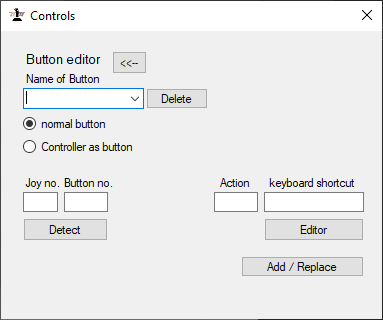 Controls
Button editor <<--
Name of Button
Delete
normal button
Controller as button
Joy no. Button no. Action keyboard shortcut
Detect Editor
Add / Replace